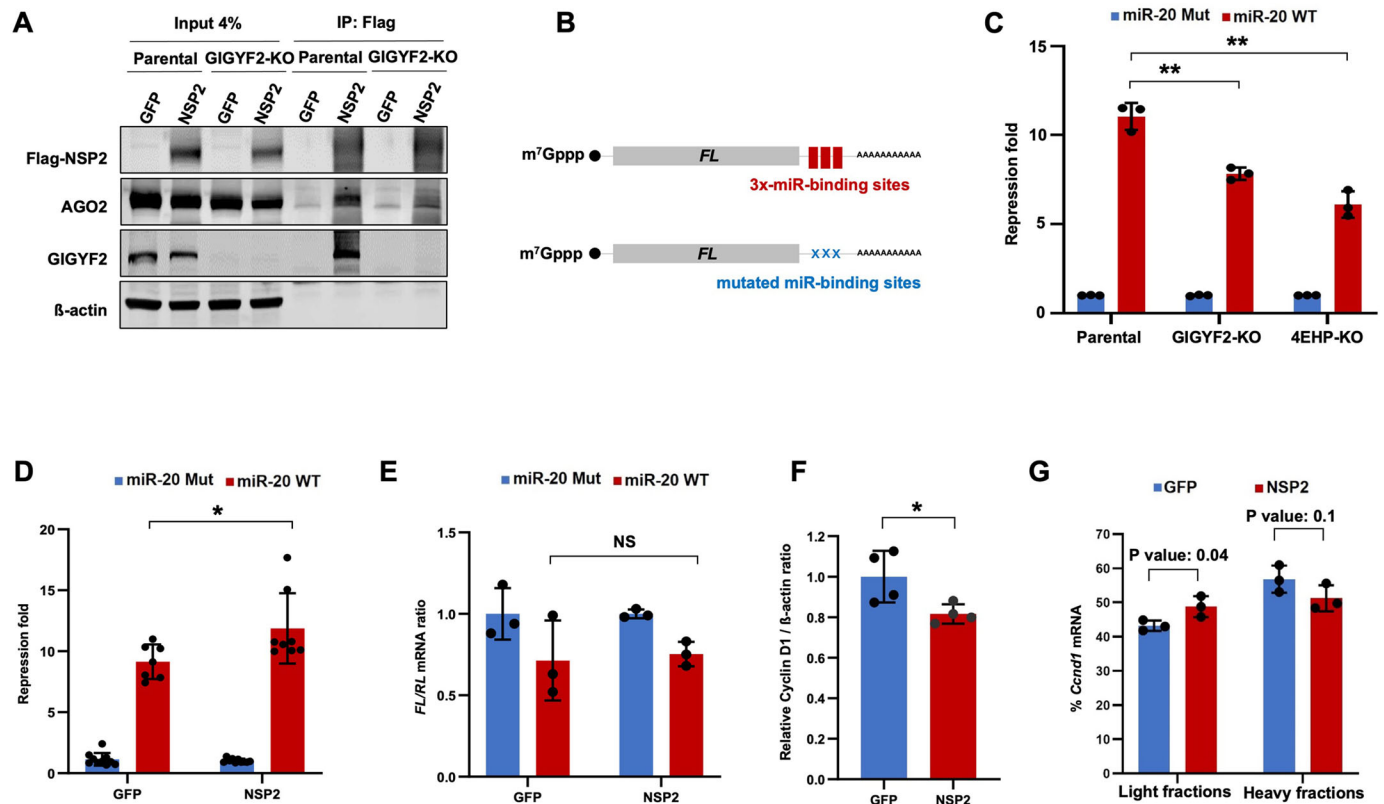 A
Input 4%
IP: Flag
Parental
GIGYF2-KO
Parental
GIGYF2-KO
GFP
NSP2
GFP
NSP2
GFP
NSP2
GFP
NSP2
Flag-NSP2
AGO2
GIGYF2
ß-actin
B
m7Gppp
FL
AAAAAAAAAAA
3x-miR-binding sites
m7Gppp
FL
X X X
AAAAAAAAAAA
mutated miR-binding sites
C
miR-20 Mut
miR-20 WT
**
**
15
10
5
0
Repression fold
Parental
GIGYF2-KO
4EHP-KO
D
miR-20 Mut
miR-20 WT
*
20
15
10
5
0
Repression fold
GFP
NSP2
E
miR-20 Mut
miR-20 WT
NS
1.5
1.0
0.5
0.0
FL/RL mRNA ratio
GFP
NSP2
F
*
1.2
1.0
0.8
0.6
0.4
0.2
0.0
Relative Cyclin D1 / ß-actin ratio
GFP
NSP2
G
GFP
NSP2
P value: 0.04
P value: 0.1
70
60
50
40
30
20
10
0
% Ccnd1 mRNA
Light fractions
Heavy fractions